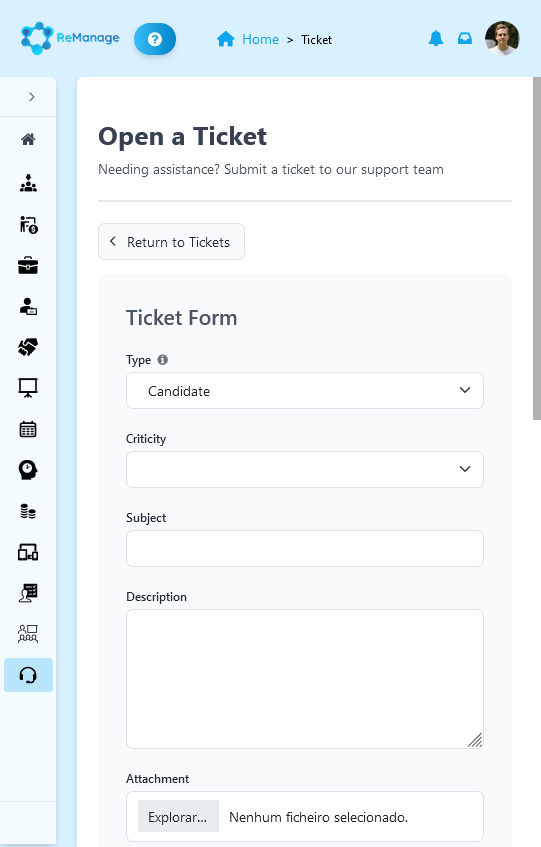 ReManage
?
Home > Ticket
Open a Ticket
Needing assistance? Submit a ticket to our support team
Return to Tickets
Ticket Form
Type
Candidate
Criticity
Subject
Description
Attachment
Explorar... Nenhum ficheiro selecionado.